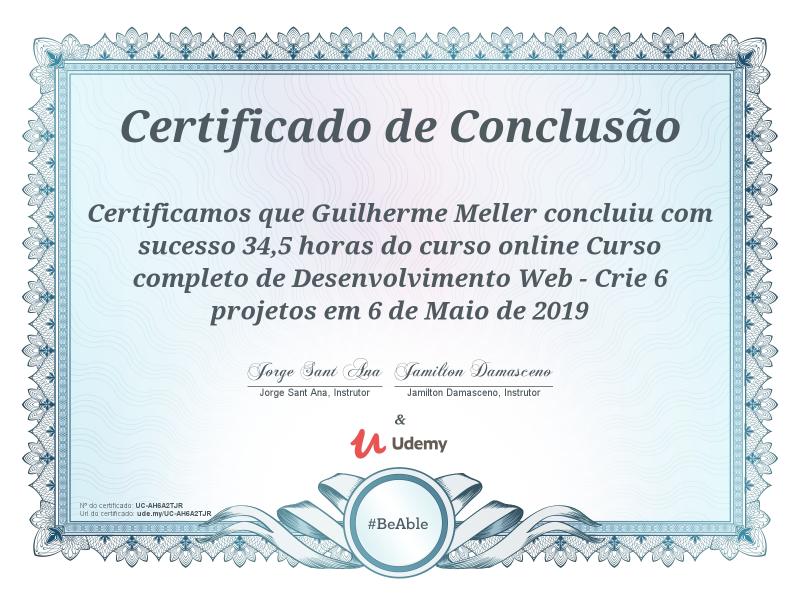 Certificado de Conclusão
Certificamos que Guilherme Meller concluiu com
sucesso 34,5 horas do curso online Curso
completo de Desenvolvimento Web - Crie 6
projetos em 6 de Maio de 2019
Jorge Sant Ana Jamilton Damasceno
Jorge Sant Ana, Instrutor Jamilton Damasceno, Instrutor
&
Udemy
Nº do certificado: UC-AH6A2TJR
Url do certificado: ude.my/UC-AH6A2TJR
#BeAble